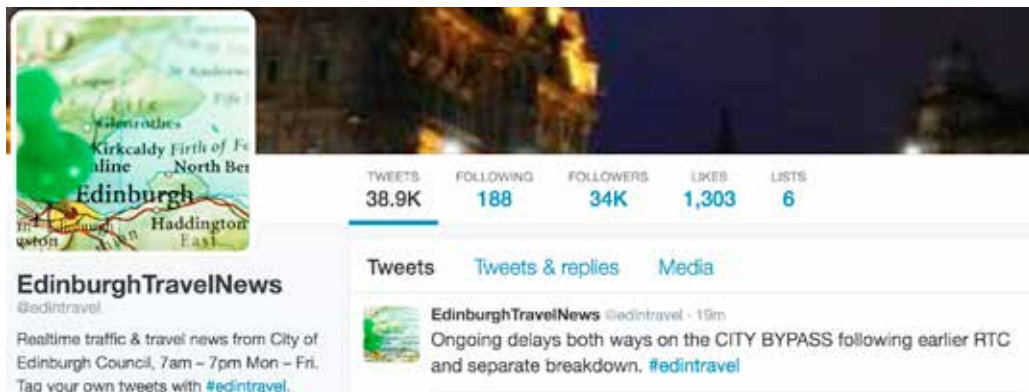 Glenrothes
Kirkcaldy Firth of
North Ber
Edinburgh
Haddington
East
TWEETS FOLLOWING FOLLOWERS LIKES LISTS
38.9K 188 34K 1,303 6
EdinburghTravelNews
@edintravel
Realtime traffic & travel news from City of
Edinburgh Council, 7am – 7pm Mon – Fri.
Tag your own tweets with #edintravel.
Tweets Tweets & replies Media
EdinburghTravelNews @edintravel · 19m
Ongoing delays both ways on the CITY BYPASS following earlier RTC
and separate breakdown. #edintravel